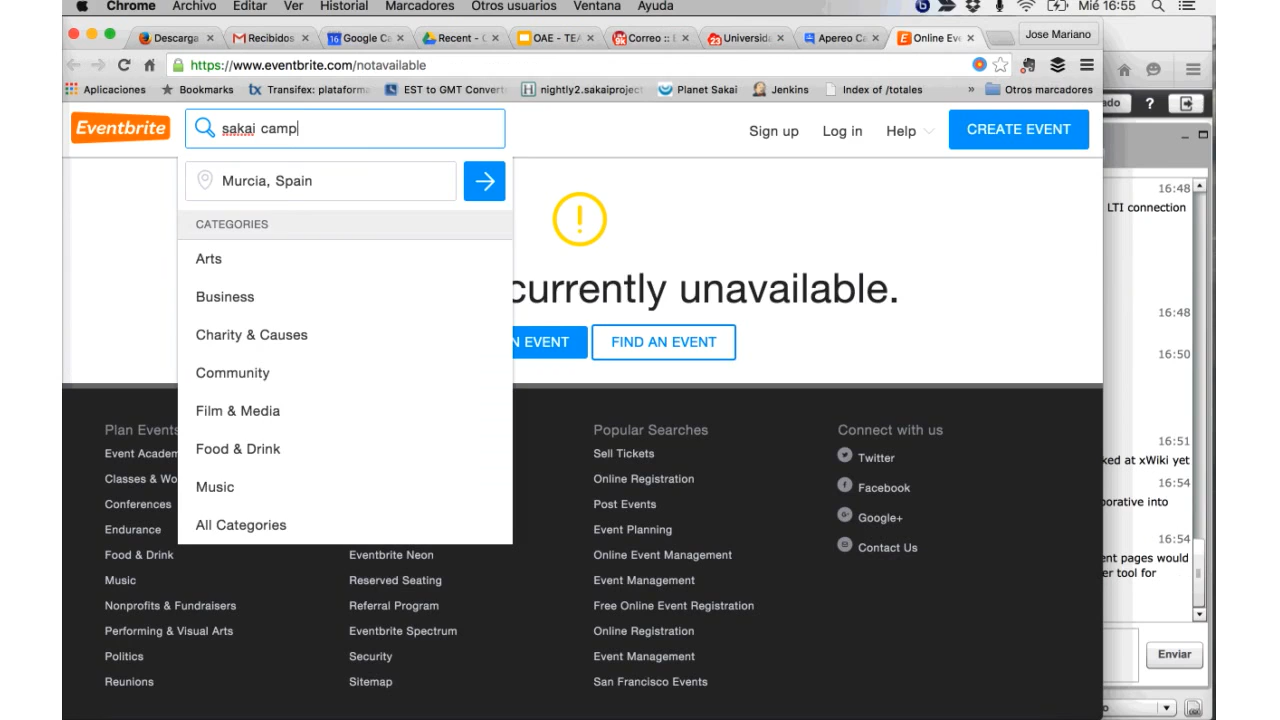 Chrome Archivo Editar Ver Historial Marcadores Otros usuarios Ventana Ayuda Mié 16:55
Descarga Recibidos Google Ca Recent - G OAE - TEA Correo :: E Universida Apereo Ca Online Eve Jose Mariano
https://www.eventbrite.com/notavailable
Aplicaciones Bookmarks Transifex: plataforma EST to GMT Convert nightly2.sakaiproject Planet Sakai Jenkins Index of /totales » Otros marcadores
Eventbrite sakai camp Sign up Log in Help CREATE EVENT
Murcia, Spain
CATEGORIES
Arts
Business
Charity & Causes
Community
Film & Media
Food & Drink
Music
All Categories
!
currently unavailable.
N EVENT FIND AN EVENT
Plan Events
Event Academ
Classes & Wo
Conferences
Endurance
Food & Drink
Music
Nonprofits & Fundraisers
Performing & Visual Arts
Politics
Reunions
Eventbrite Neon
Reserved Seating
Referral Program
Eventbrite Spectrum
Security
Sitemap
Popular Searches
Sell Tickets
Online Registration
Post Events
Event Planning
Online Event Management
Event Management
Free Online Event Registration
Online Registration
Event Management
San Francisco Events
Connect with us
Twitter
Facebook
Google+
Contact Us
ado ?
16:48
LTI connection
16:48
16:50
16:51
ked at xWiki yet
16:54
porative into
16:54
ent pages would
er tool for
Enviar
o